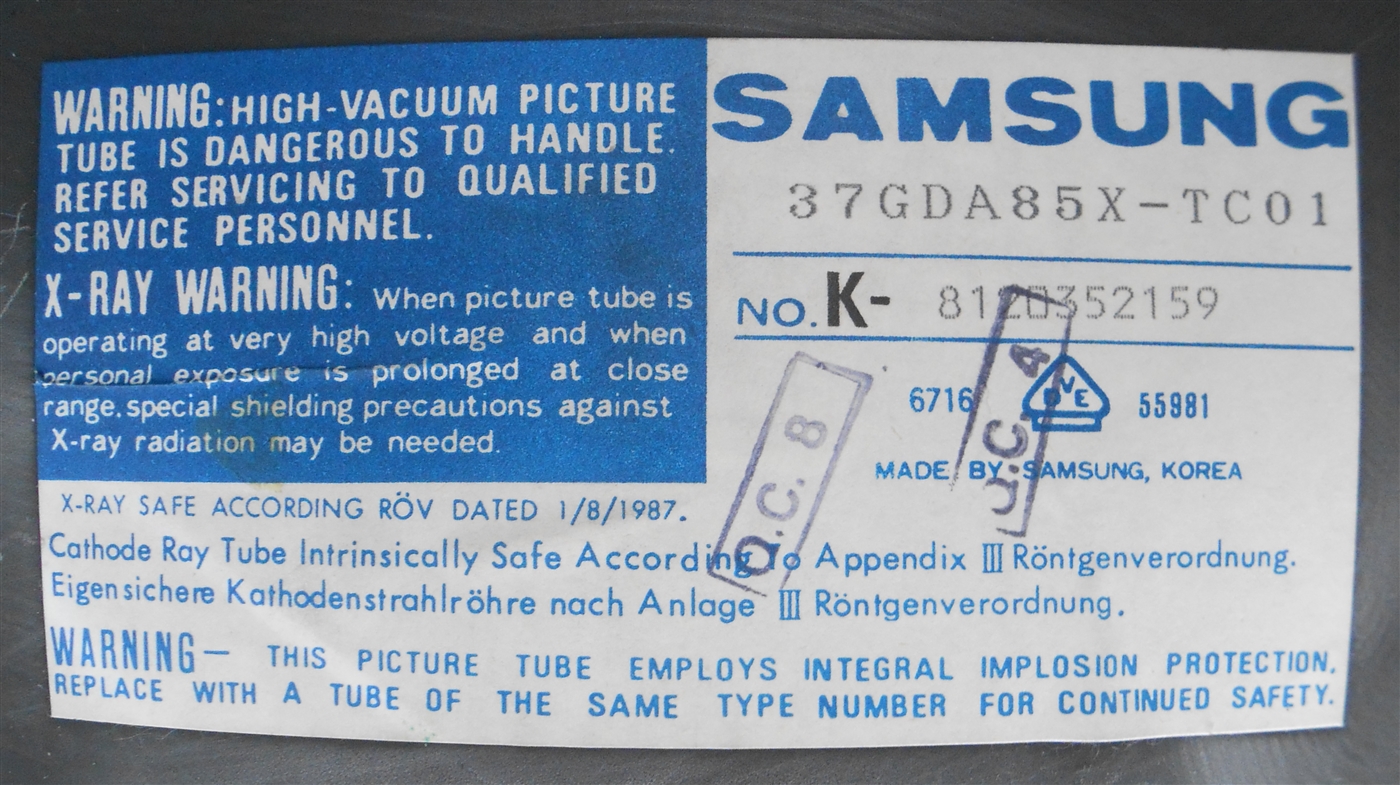 WARNING: HIGH-VACUUM PICTURE
TUBE IS DANGEROUS TO HANDLE.
REFER SERVICING TO QUALIFIED
SERVICE PERSONNEL.
X-RAY WARNING: When picture tube is
operating at very high voltage and when
personal exposure is prolonged at close
range. special shielding precautions against
X-ray radiation may be needed.
SAMSUNG
37GDA85X-TC01
NO. K- 8120352159
6716 DVE 55981
MADE BY SAMSUNG, KOREA
Q.C. 8
Q.C. 4
X-RAY SAFE ACCORDING RÖV DATED 1/8/1987.
Cathode Ray Tube Intrinsically Safe According To Appendix III Röntgenverordnung.
Eigensichere Kathodenstrahlröhre nach Anlage III Röntgenverordnung.
WARNING— THIS PICTURE TUBE EMPLOYS INTEGRAL IMPLOSION PROTECTION.
REPLACE WITH A TUBE OF THE SAME TYPE NUMBER FOR CONTINUED SAFETY.